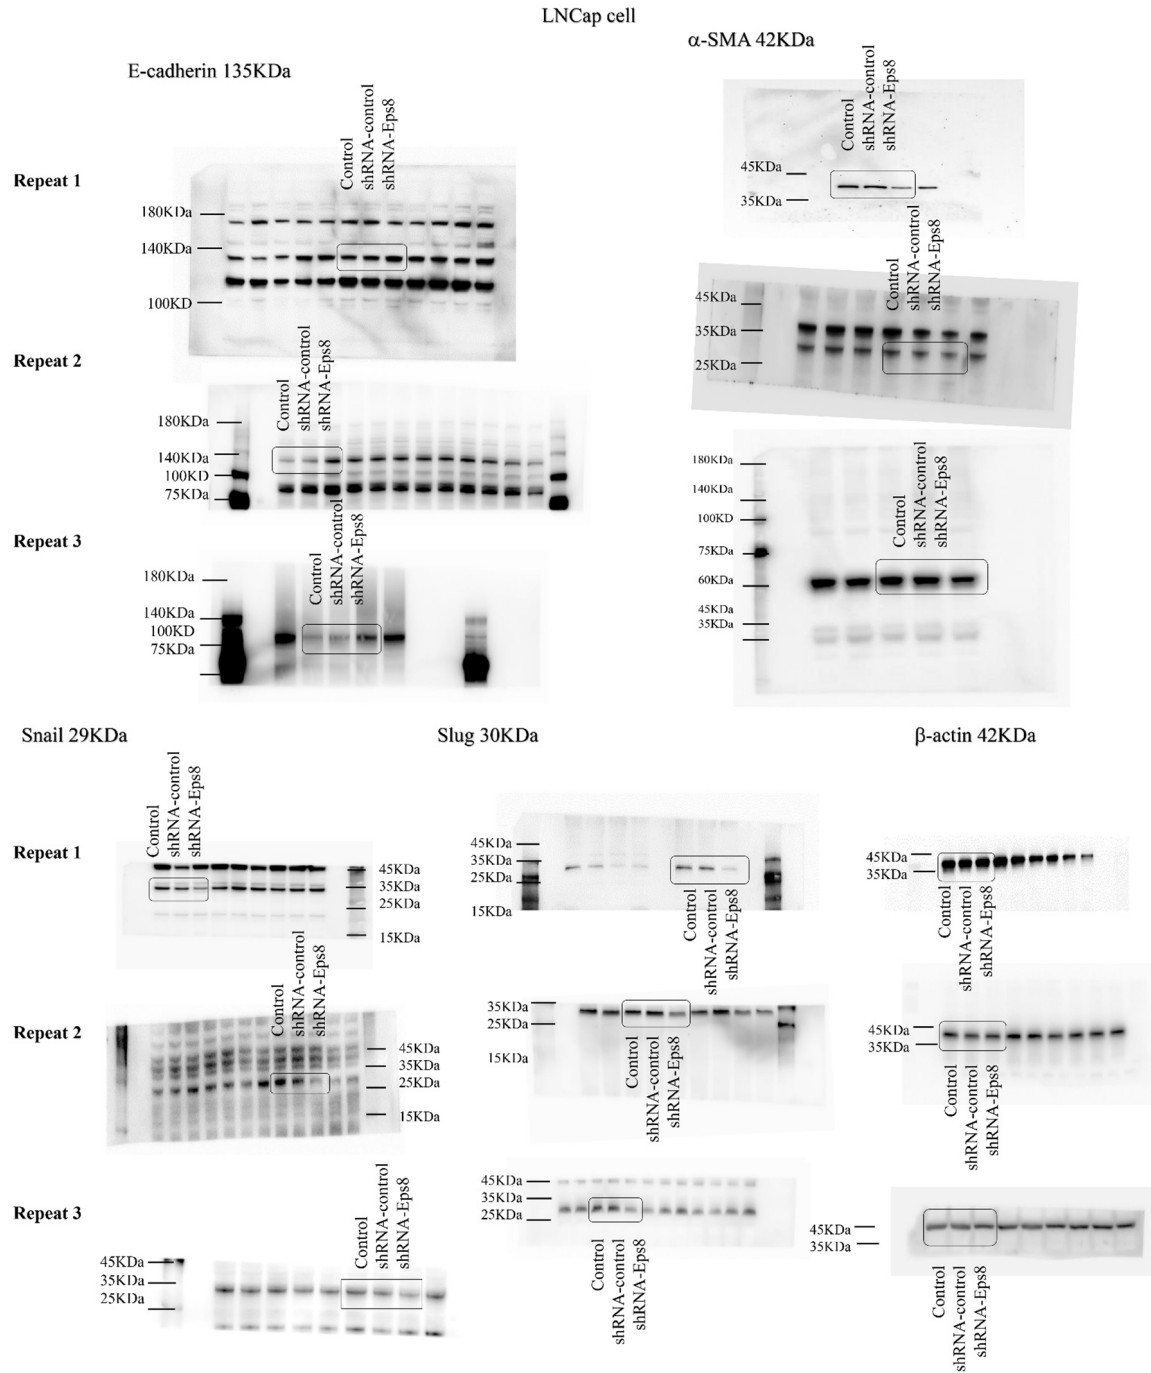 LNCap cell
E-cadherin 135KDa
α-SMA 42KDa
Repeat 1
Control
shRNA-control
shRNA-Eps8
180KDa
140KDa
100KD
Control
shRNA-control
shRNA-Eps8
45KDa
35KDa
Repeat 2
Control
shRNA-control
shRNA-Eps8
180KDa
140KDa
100KD
75KDa
Control
shRNA-control
shRNA-Eps8
45KDa
35KDa
25KDa
Repeat 3
Control
shRNA-control
shRNA-Eps8
180KDa
140KDa
100KD
75KDa
Control
shRNA-control
shRNA-Eps8
180KDa
140KDa
100KD
75KDa
60KDa
45KDa
35KDa
Snail 29KDa
Slug 30KDa
β-actin 42KDa
Repeat 1
Control
shRNA-control
shRNA-Eps8
45KDa
35KDa
25KDa
15KDa
45KDa
35KDa
25KDa
15KDa
Control
shRNA-control
shRNA-Eps8
45KDa
35KDa
Control
shRNA-control
shRNA-Eps8
Repeat 2
Control
shRNA-control
shRNA-Eps8
45KDa
35KDa
25KDa
15KDa
35KDa
25KDa
15KDa
Control
shRNA-control
shRNA-Eps8
45KDa
35KDa
Control
shRNA-control
shRNA-Eps8
Repeat 3
Control
shRNA-control
shRNA-Eps8
45KDa
35KDa
25KDa
45KDa
35KDa
25KDa
Control
shRNA-control
shRNA-Eps8
45KDa
35KDa
Control
shRNA-control
shRNA-Eps8